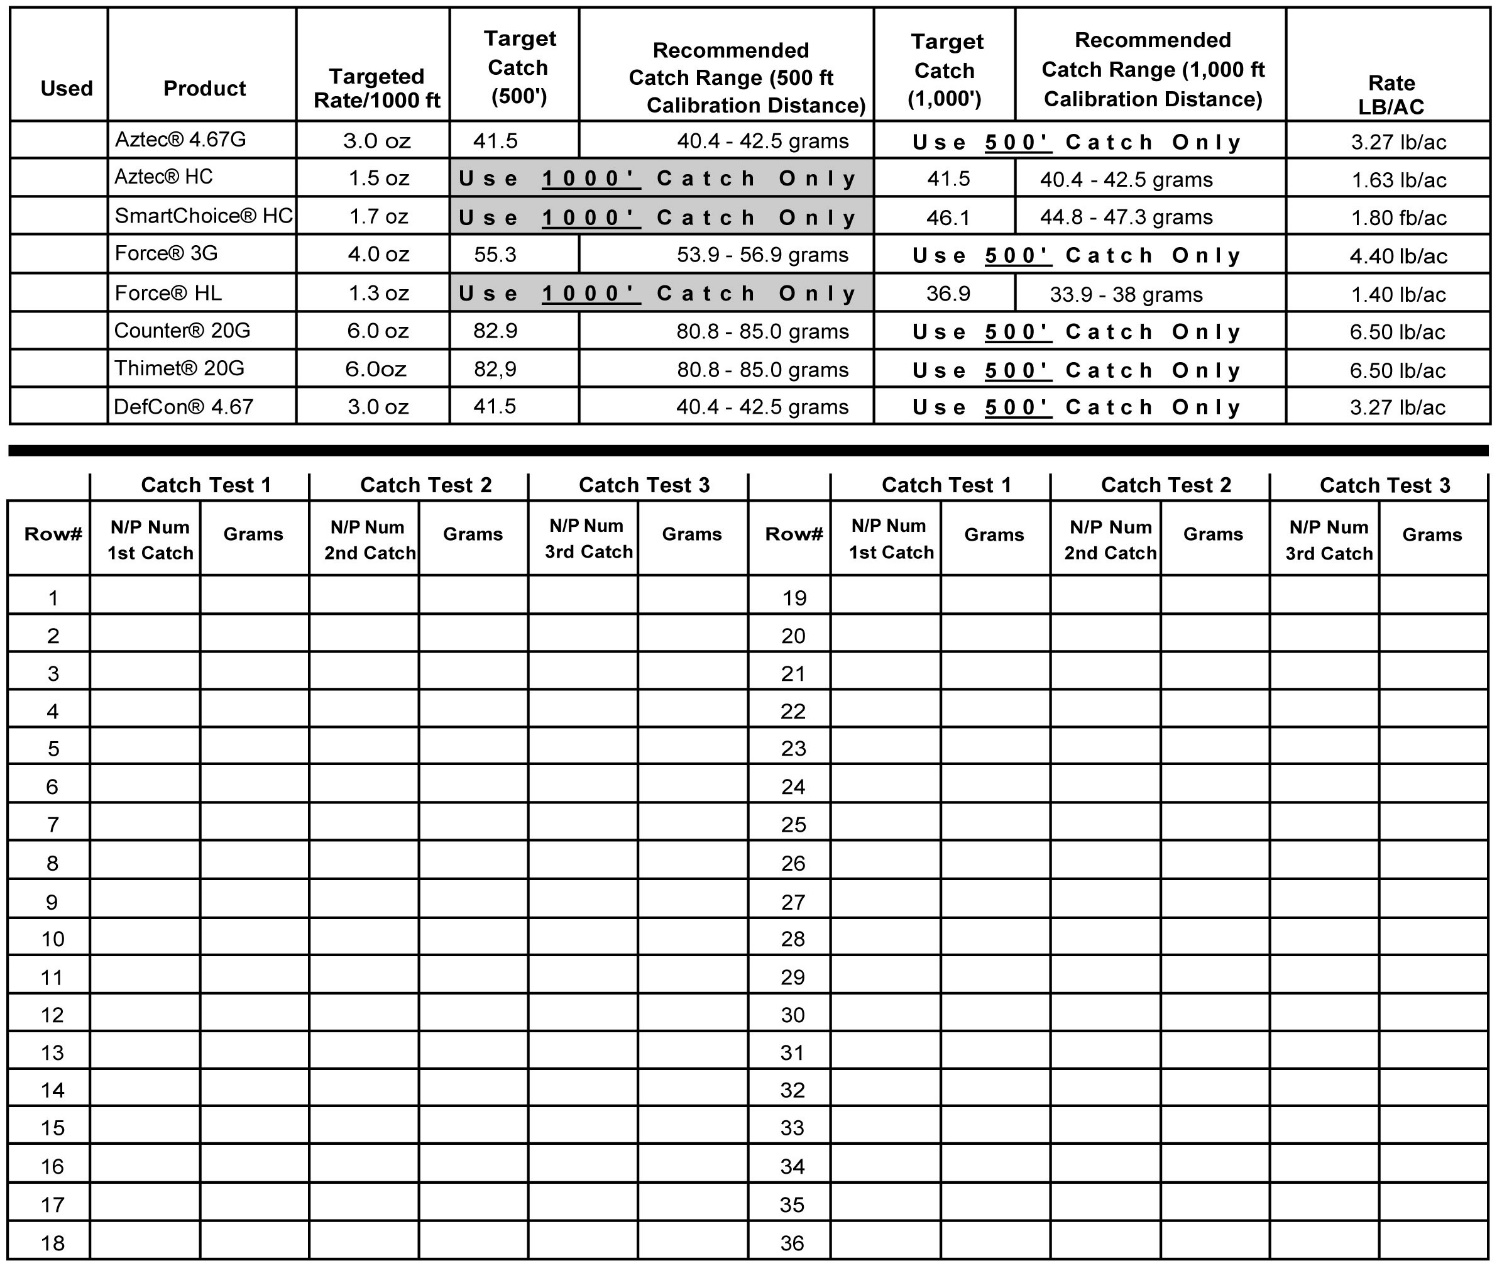 Used Product Targeted Rate/1000 ft Target Catch (500') Recommended Catch Range (500 ft Calibration Distance) Target Catch (1,000') Recommended Catch Range (1,000 ft Calibration Distance) Rate LB/AC
Aztec® 4.67G 3.0 oz 41.5 40.4 - 42.5 grams Use 500' Catch Only 3.27 lb/ac
Aztec® HC 1.5 oz Use 1000' Catch Only 41.5 40.4 - 42.5 grams 1.63 lb/ac
SmartChoice® HC 1.7 oz Use 1000' Catch Only 46.1 44.8 - 47.3 grams 1.80 fb/ac
Force® 3G 4.0 oz 55.3 53.9 - 56.9 grams Use 500' Catch Only 4.40 lb/ac
Force® HL 1.3 oz Use 1000' Catch Only 36.9 33.9 - 38 grams 1.40 lb/ac
Counter® 20G 6.0 oz 82.9 80.8 - 85.0 grams Use 500' Catch Only 6.50 lb/ac
Thimet® 20G 6.0oz 82,9 80.8 - 85.0 grams Use 500' Catch Only 6.50 lb/ac
DefCon® 4.67 3.0 oz 41.5 40.4 - 42.5 grams Use 500' Catch Only 3.27 lb/ac
Catch Test 1 Catch Test 2 Catch Test 3 Catch Test 1 Catch Test 2 Catch Test 3
Row# N/P Num 1st Catch Grams N/P Num 2nd Catch Grams N/P Num 3rd Catch Grams Row# N/P Num 1st Catch Grams N/P Num 2nd Catch Grams N/P Num 3rd Catch Grams
1 19
2 20
3 21
4 22
5 23
6 24
7 25
8 26
9 27
10 28
11 29
12 30
13 31
14 32
15 33
16 34
17 35
18 36